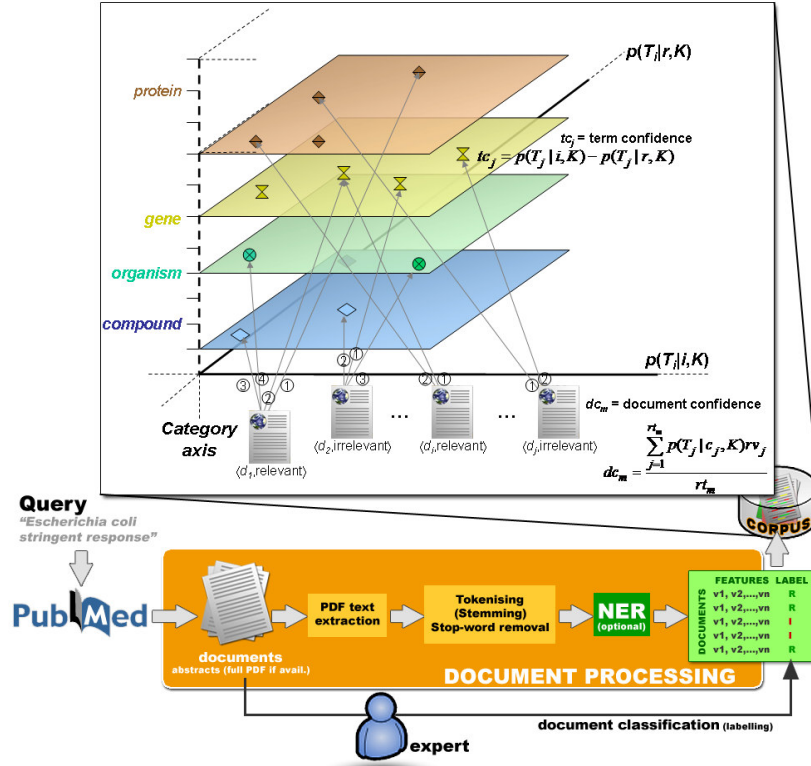 p(T_i|r,K)
protein
tc_j = term confidence
tc_j = p(T_j | i,K) − p(T_j | r,K)
gene
organism
compound
p(T_i|i,K)
③ ④ ② ① ② ① ③ ② ① ① ②
Category
axis
... ...
⟨d_1,relevant⟩
⟨d_2,irrelevant⟩
⟨d_i,relevant⟩
⟨d_j,irrelevant⟩
dc_m = document confidence
dc_m = \frac{\sum_{j=1}^{rt_m} p(T_j | c_j,K)rv_j}{rt_m}
Query
"Escherichia coli
stringent response"
CORPUS
PubMed
documents
abstracts (full PDF if avail.)
PDF text
extraction
Tokenising
(Stemming)
Stop-word removal
NER
(optional)
DOCUMENTS
FEATURES LABEL
v1, v2,...,vn R
v1, v2,...,vn R
v1, v2,...,vn I
v1, v2,...,vn I
v1, v2,...,vn R
DOCUMENT PROCESSING
document classification (labelling)
expert